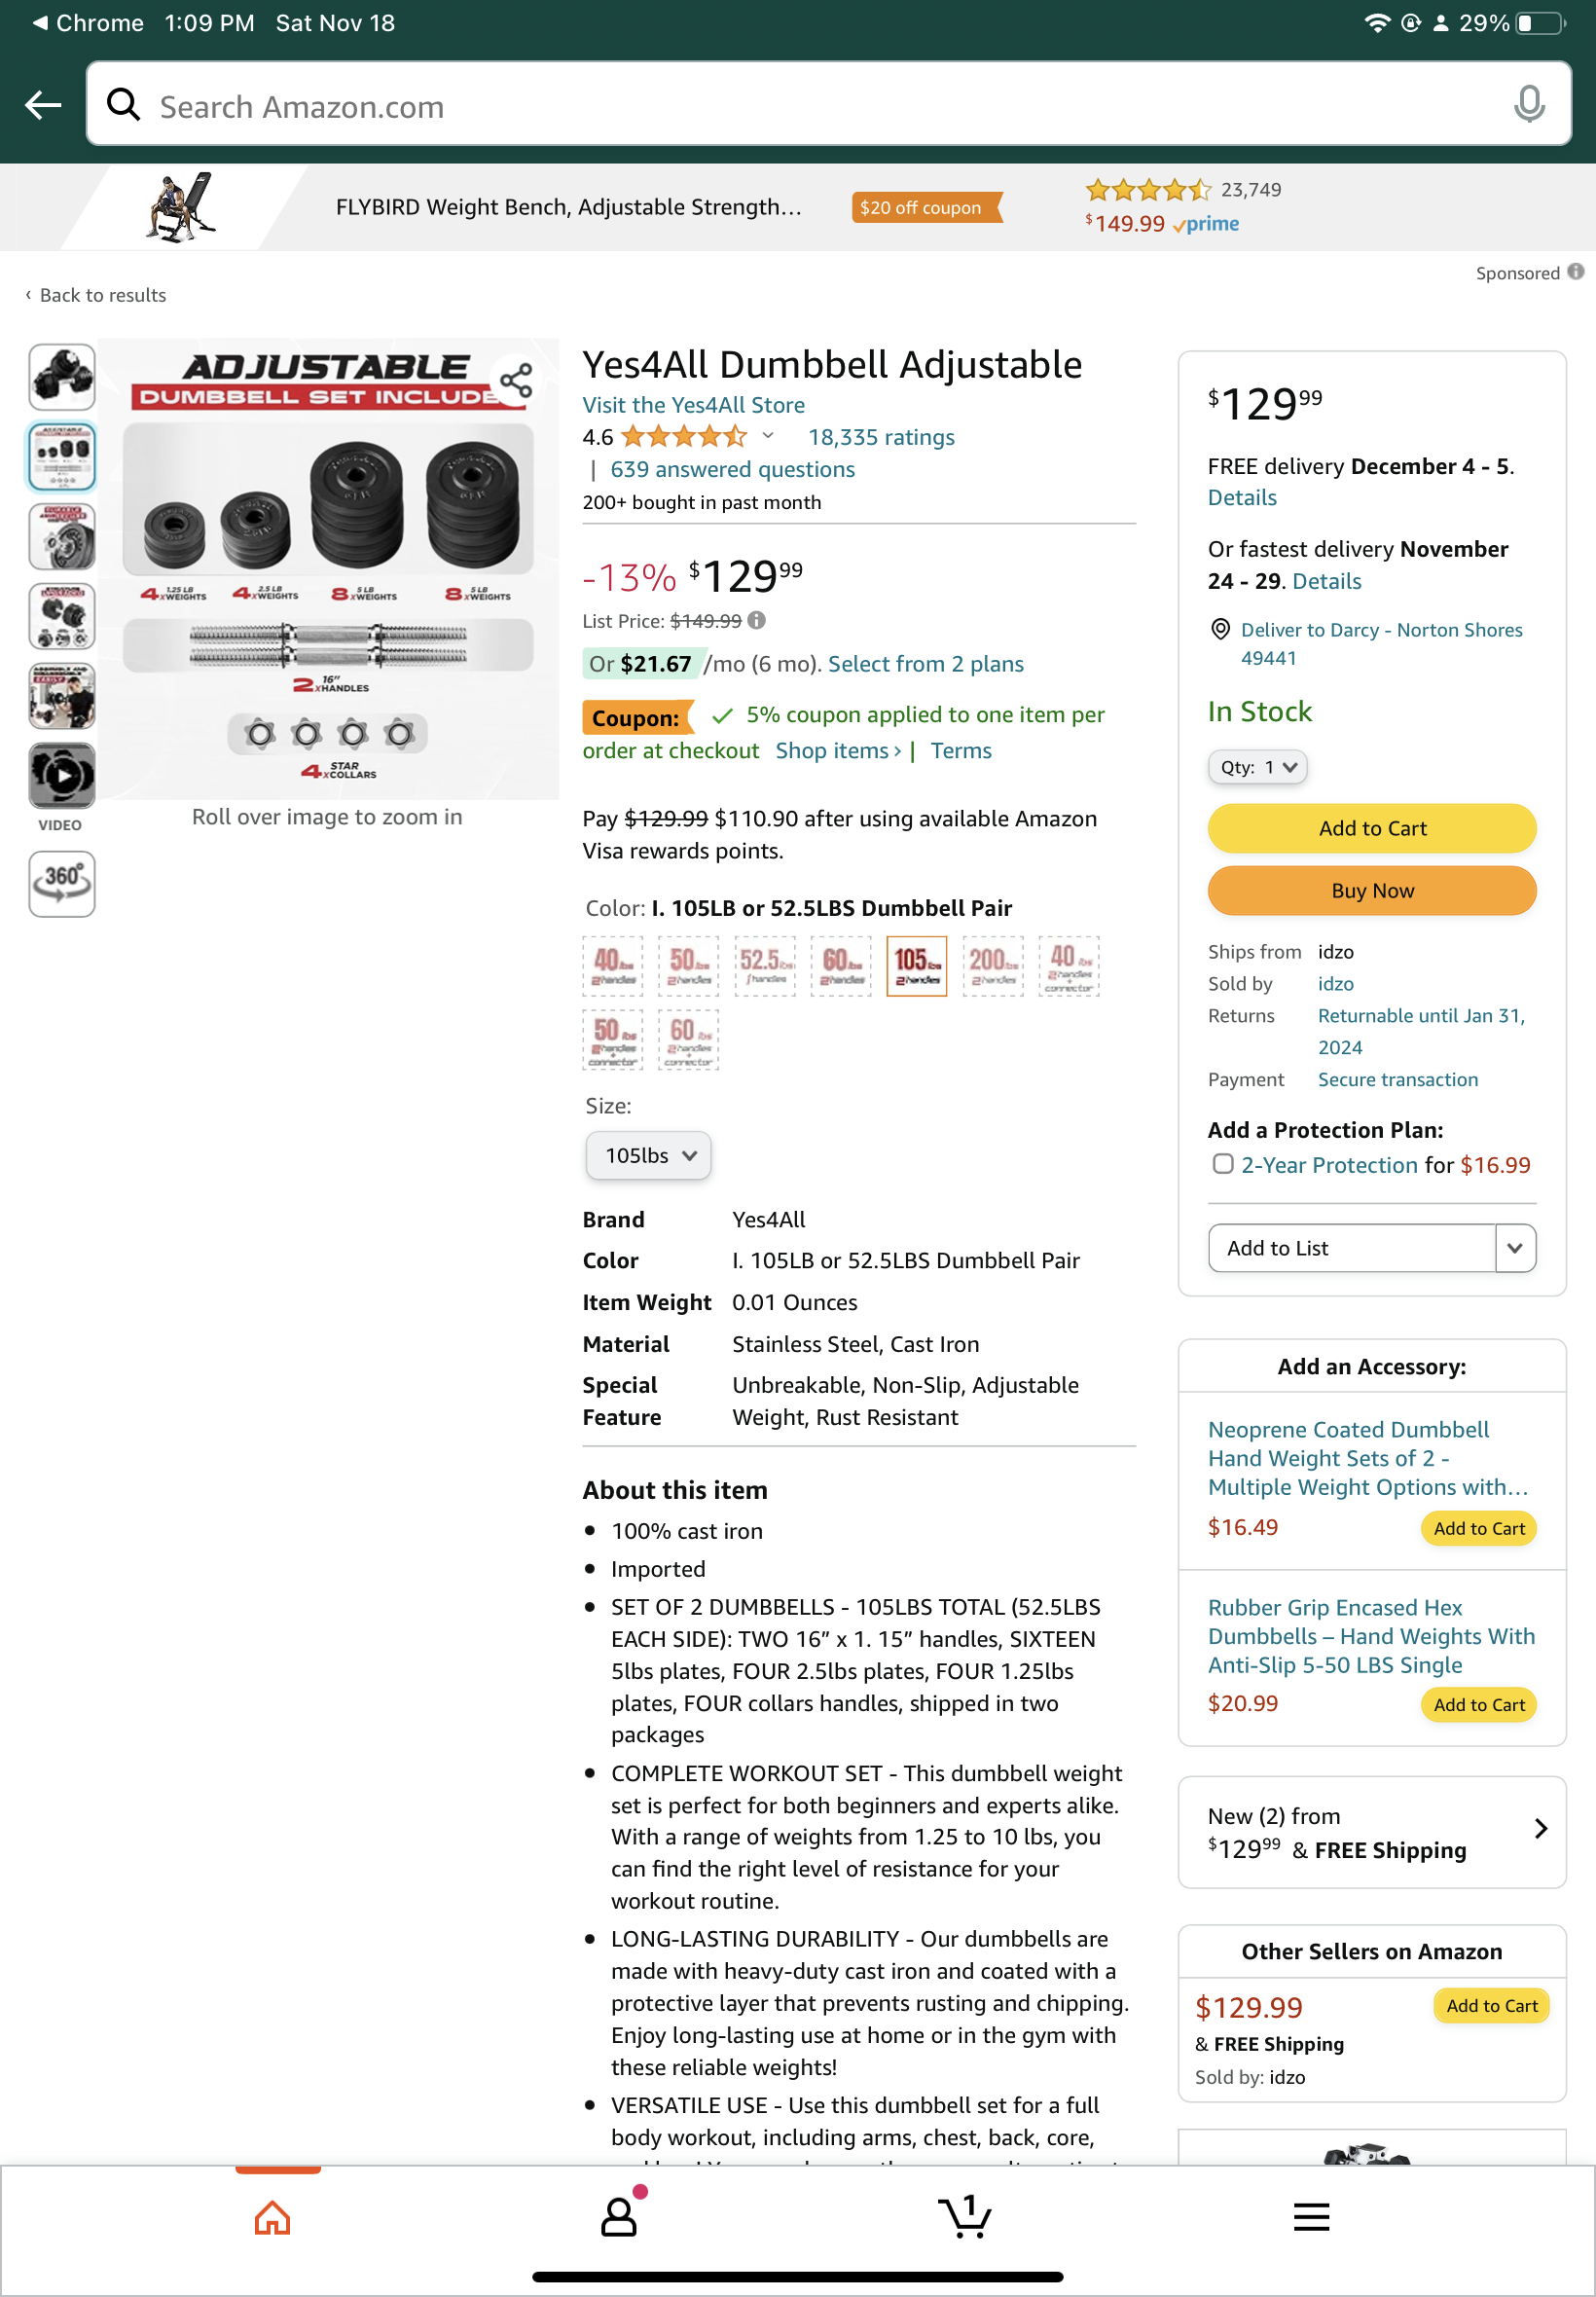 Chrome 1:09 PM Sat Nov 18
29%
Search Amazon.com
FLYBIRD Weight Bench, Adjustable Strength...
$20 off coupon
23,749
$149.99 prime
Sponsored
‹ Back to results
ADJUSTABLE
DUMBBELL SET INCLUDE
4X 1.25 LB WEIGHTS
4X 2.5 LB WEIGHTS
8X 5 LB WEIGHTS
8X 5 LB WEIGHTS
2X 16" HANDLES
4X STAR COLLARS
Roll over image to zoom in
VIDEO
360°
Yes4All Dumbbell Adjustable
Visit the Yes4All Store
4.6 18,335 ratings
| 639 answered questions
200+ bought in past month
-13% $129 99
List Price: $149.99
Or $21.67 /mo (6 mo). Select from 2 plans
Coupon: 5% coupon applied to one item per
order at checkout Shop items › | Terms
Pay $129.99 $110.90 after using available Amazon
Visa rewards points.
Color: I. 105LB or 52.5LBS Dumbbell Pair
40 lbs 2 handles
50 lbs 2 handles
52.5 lbs 1 handles
60 lbs 2 handles
105 lbs 2 handles
200 lbs 2 handles
40 lbs 2 handles + connector
50 lbs 2 handles + connector
60 lbs 2 handles + connector
Size:
105lbs
Brand Yes4All
Color I. 105LB or 52.5LBS Dumbbell Pair
Item Weight 0.01 Ounces
Material Stainless Steel, Cast Iron
Special Unbreakable, Non-Slip, Adjustable
Feature Weight, Rust Resistant
About this item
• 100% cast iron
• Imported
• SET OF 2 DUMBBELLS - 105LBS TOTAL (52.5LBS
EACH SIDE): TWO 16” x 1. 15” handles, SIXTEEN
5lbs plates, FOUR 2.5lbs plates, FOUR 1.25lbs
plates, FOUR collars handles, shipped in two
packages
• COMPLETE WORKOUT SET - This dumbbell weight
set is perfect for both beginners and experts alike.
With a range of weights from 1.25 to 10 lbs, you
can find the right level of resistance for your
workout routine.
• LONG-LASTING DURABILITY - Our dumbbells are
made with heavy-duty cast iron and coated with a
protective layer that prevents rusting and chipping.
Enjoy long-lasting use at home or in the gym with
these reliable weights!
• VERSATILE USE - Use this dumbbell set for a full
body workout, including arms, chest, back, core,
$129 99
FREE delivery December 4 - 5.
Details
Or fastest delivery November
24 - 29. Details
Deliver to Darcy - Norton Shores
49441
In Stock
Qty: 1
Add to Cart
Buy Now
Ships from idzo
Sold by idzo
Returns Returnable until Jan 31,
2024
Payment Secure transaction
Add a Protection Plan:
2-Year Protection for $16.99
Add to List
Add an Accessory:
Neoprene Coated Dumbbell
Hand Weight Sets of 2 -
Multiple Weight Options with...
$16.49 Add to Cart
Rubber Grip Encased Hex
Dumbbells – Hand Weights With
Anti-Slip 5-50 LBS Single
$20.99 Add to Cart
New (2) from
$129 99 & FREE Shipping
Other Sellers on Amazon
$129.99 Add to Cart
& FREE Shipping
Sold by: idzo
1